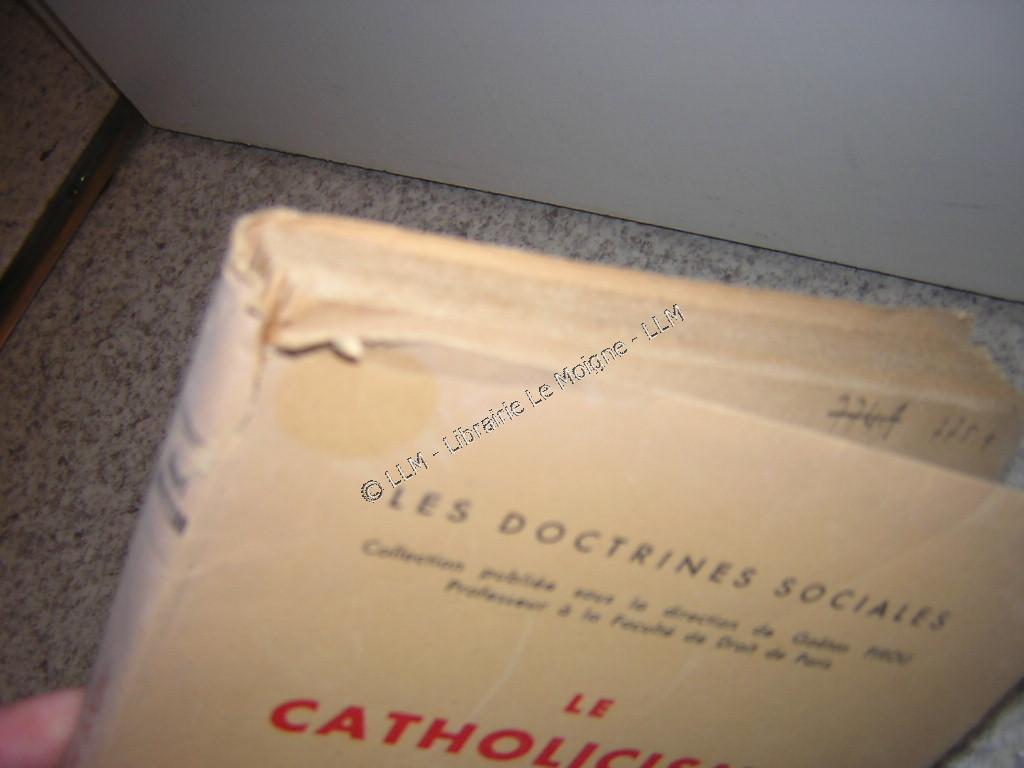 © LLM - Librairie Le Moigne - LLM
LES DOCTRINES SOCIALES
Collection publiée sous la direction de Gaëtan PIROU
Professeur à la Faculté de Droit de Paris
LE